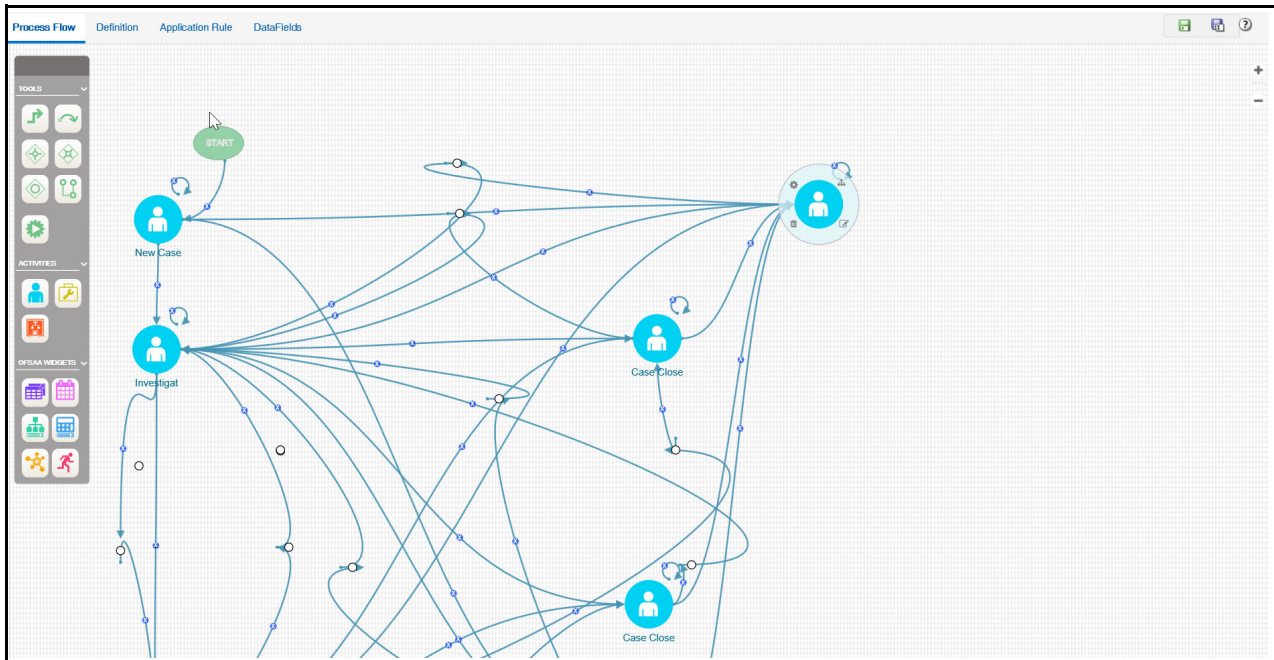 Process Flow Definition Application Rule DataFields
TOOLS
START
New Case
ACTIVITIES
Investigat
Case Close
OFSAA WIDGETS
Case Close